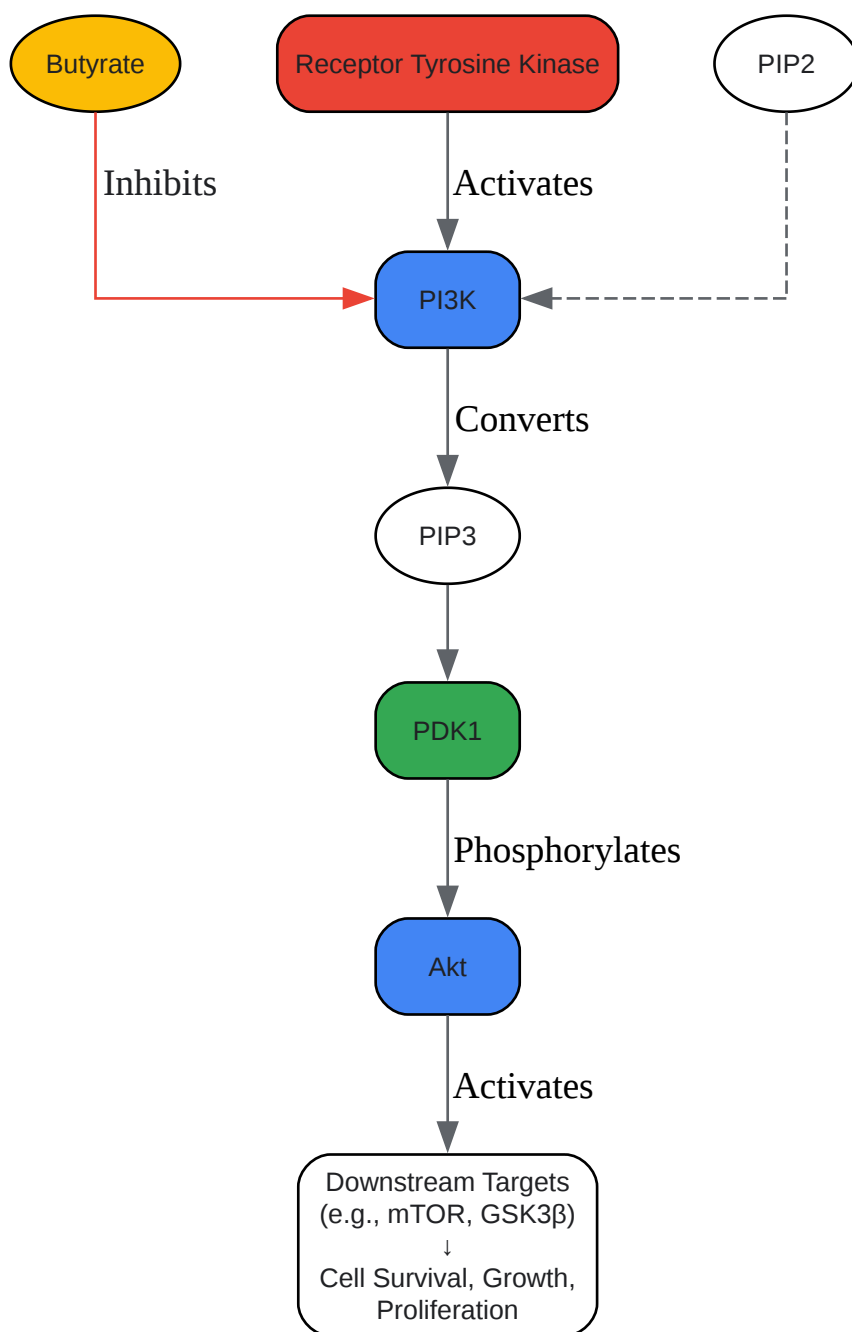 Butyrate
Receptor Tyrosine Kinase
PIP2
Inhibits
Activates
PI3K
Converts
PIP3
PDK1
Phosphorylates
Akt
Activates
Downstream Targets
(e.g., mTOR, GSK3β)
↓
Cell Survival, Growth,
Proliferation